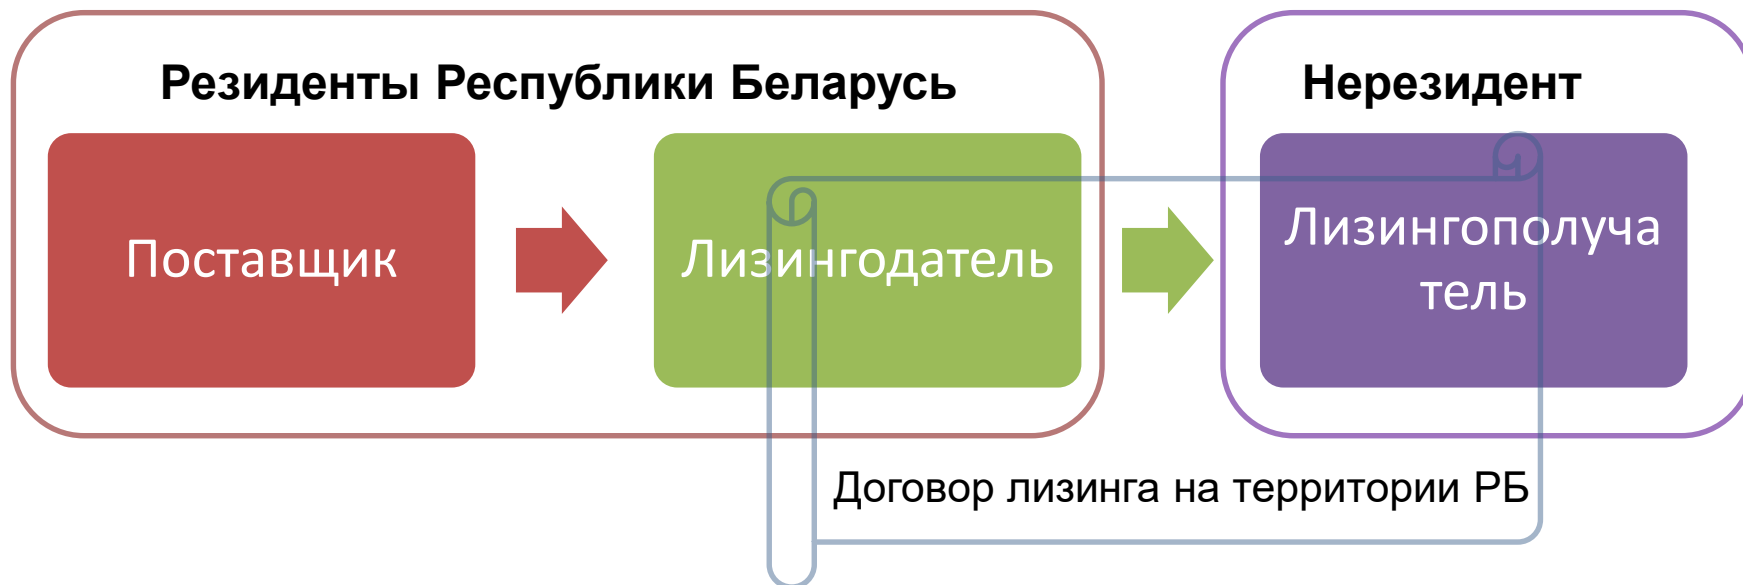 Резиденты Республики Беларусь
Нерезидент
Поставщик
Лизингодатель
Лизингополуча
тель
Договор лизинга на территории РБ